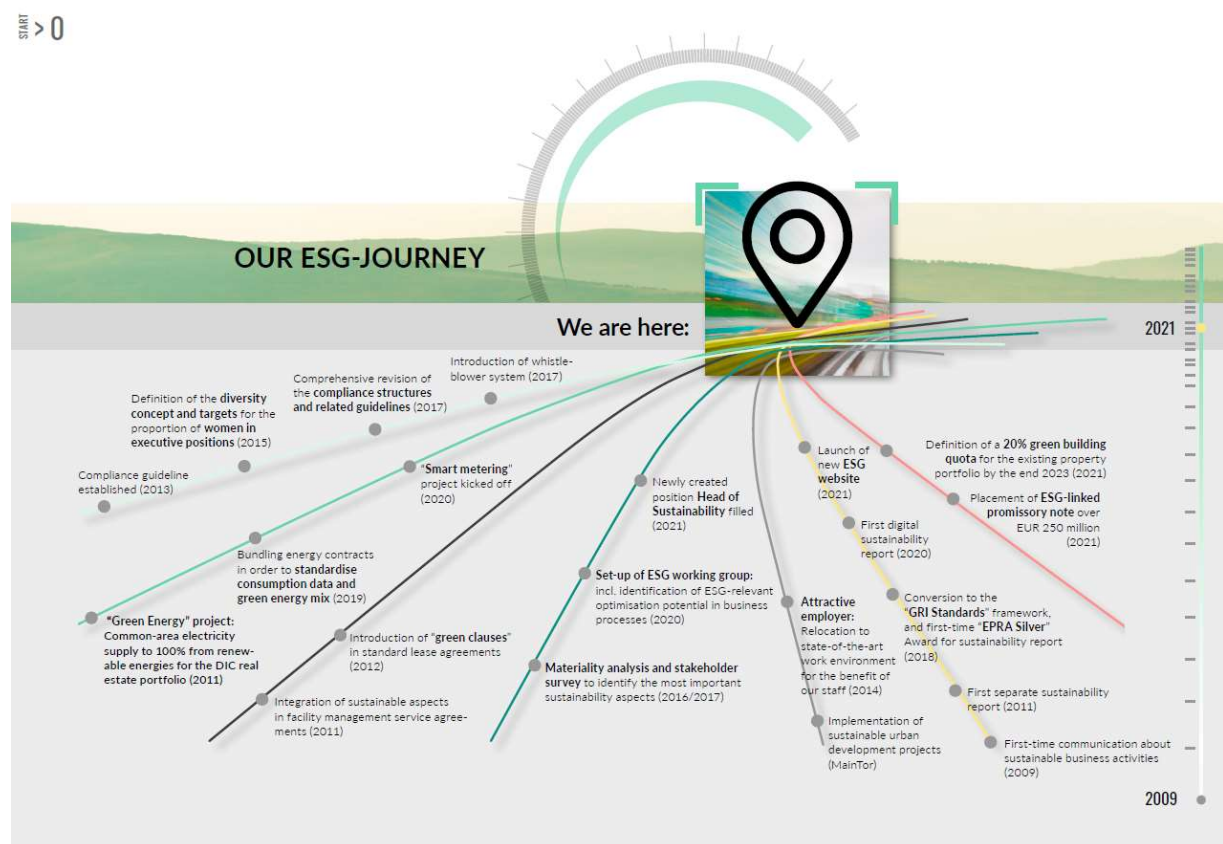 START
> 0
OUR ESG-JOURNEY
We are here:
2021
Introduction of whistle-
blower system (2017)
Comprehensive revision of
the compliance structures
and related guidelines (2017)
Definition of the diversity
concept and targets for the
proportion of women in
executive positions (2015)
Compliance guideline
established (2013)
"Smart metering"
project kicked off
(2020)
Bundling energy contracts
in order to standardise
consumption data and
green energy mix (2019)
"Green Energy" project:
Common-area electricity
supply to 100% from renew-
able energies for the DIC real
estate portfolio (2011)
Introduction of "green clauses"
in standard lease agreements
(2012)
Integration of sustainable aspects
in facility management service agree-
ments (2011)
Newly created
position Head of
Sustainability filled
(2021)
Set-up of ESG working group:
incl. identification of ESG-relevant
optimisation potential in business
processes (2020)
Materiality analysis and stakeholder
survey to identify the most important
sustainability aspects (2016/2017)
Attractive
employer:
Relocation to
state-of-the-art
work environment
for the benefit of
our staff (2014)
Implementation of
sustainable urban
development projects
(MainTor)
Launch of
new ESG
website
(2021)
First digital
sustainability
report (2020)
Conversion to the
"GRI Standards" framework,
and first-time "EPRA Silver"
Award for sustainability report
(2018)
First separate sustainability
report (2011)
First-time communication about
sustainable business activities
(2009)
Definition of a 20% green building
quota for the existing property
portfolio by the end 2023 (2021)
Placement of ESG-linked
promissory note over
EUR 250 million
(2021)
2009